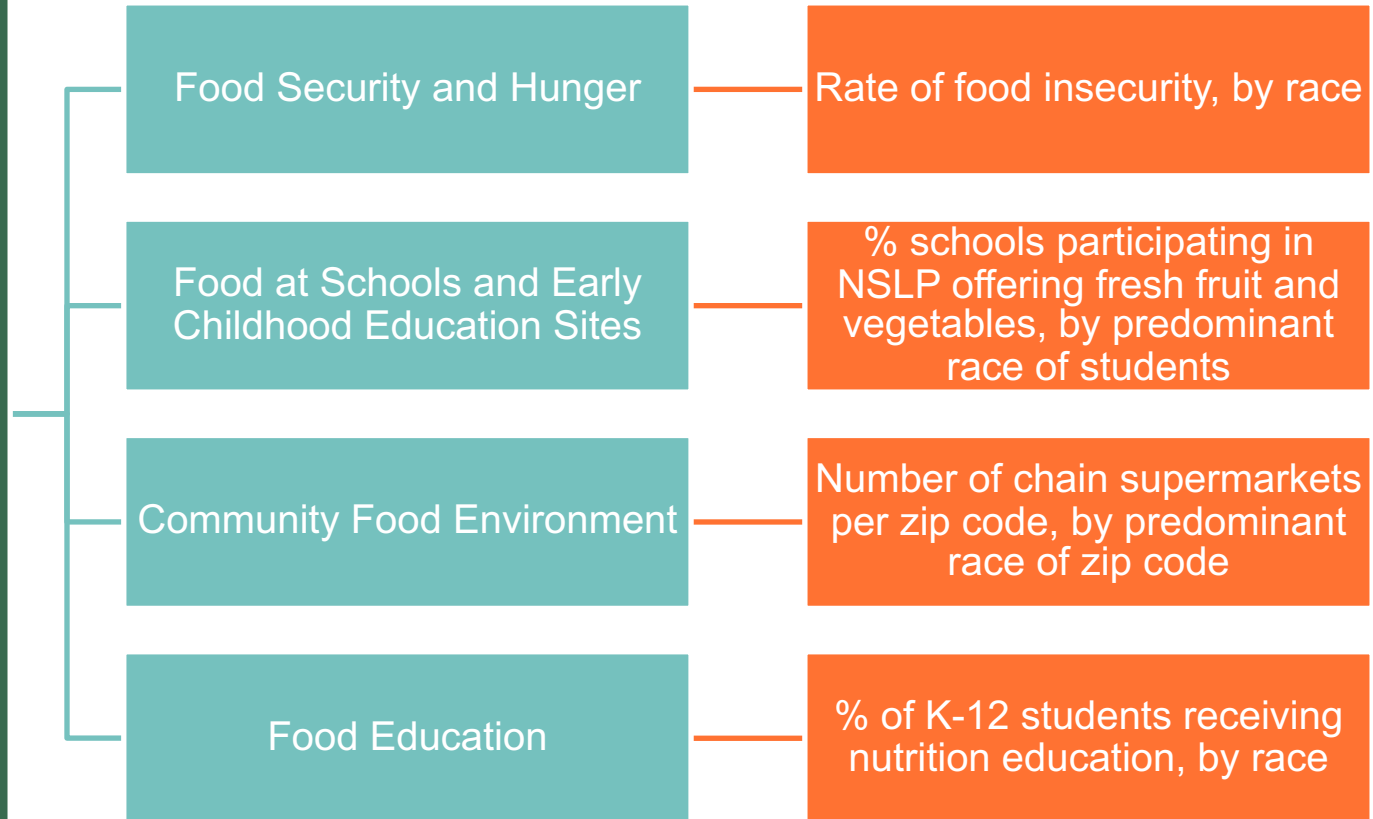 Food Security and Hunger
Rate of food insecurity, by race
Food at Schools and Early
Childhood Education Sites
% schools participating in
NSLP offering fresh fruit and
vegetables, by predominant
race of students
Community Food Environment
Number of chain supermarkets
per zip code, by predominant
race of zip code
Food Education
% of K-12 students receiving
nutrition education, by race